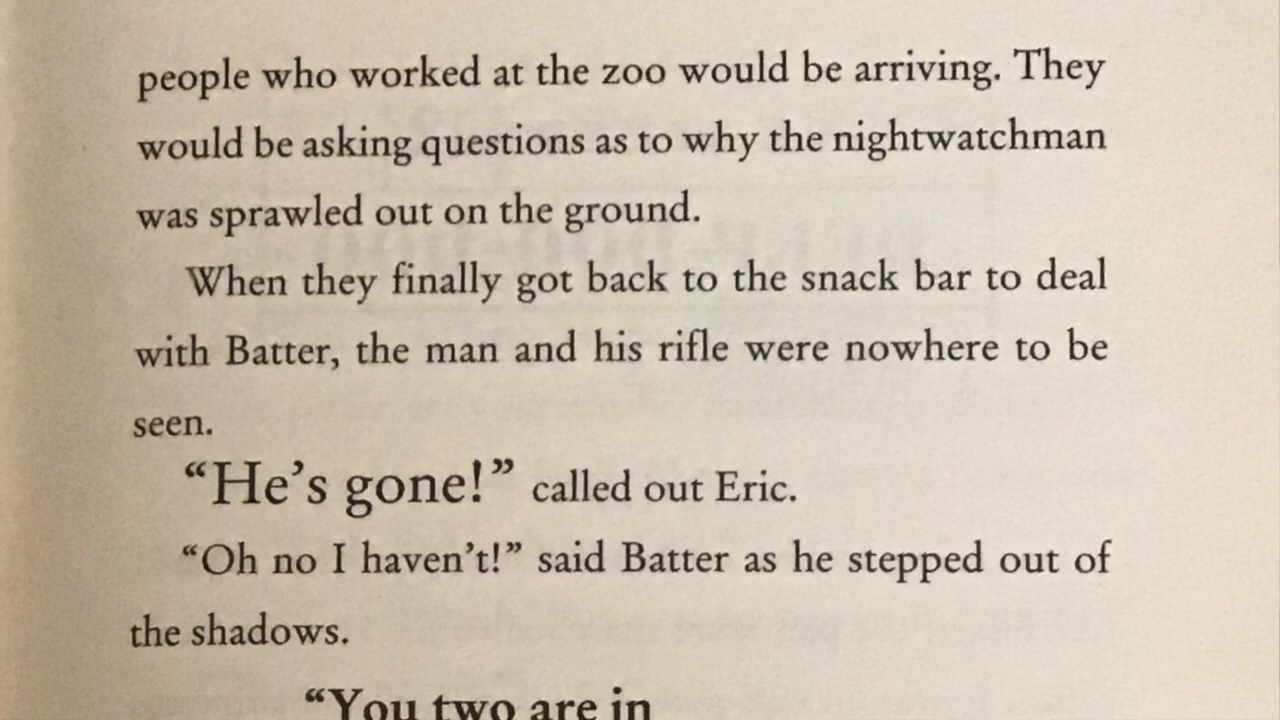 people who worked at the zoo would be arriving. They
would be asking questions as to why the nightwatchman
was sprawled out on the ground.
When they finally got back to the snack bar to deal
with Batter, the man and his rifle were nowhere to be
seen.
“He’s gone!” called out Eric.
“Oh no I haven’t!” said Batter as he stepped out of
the shadows.
“You two are in